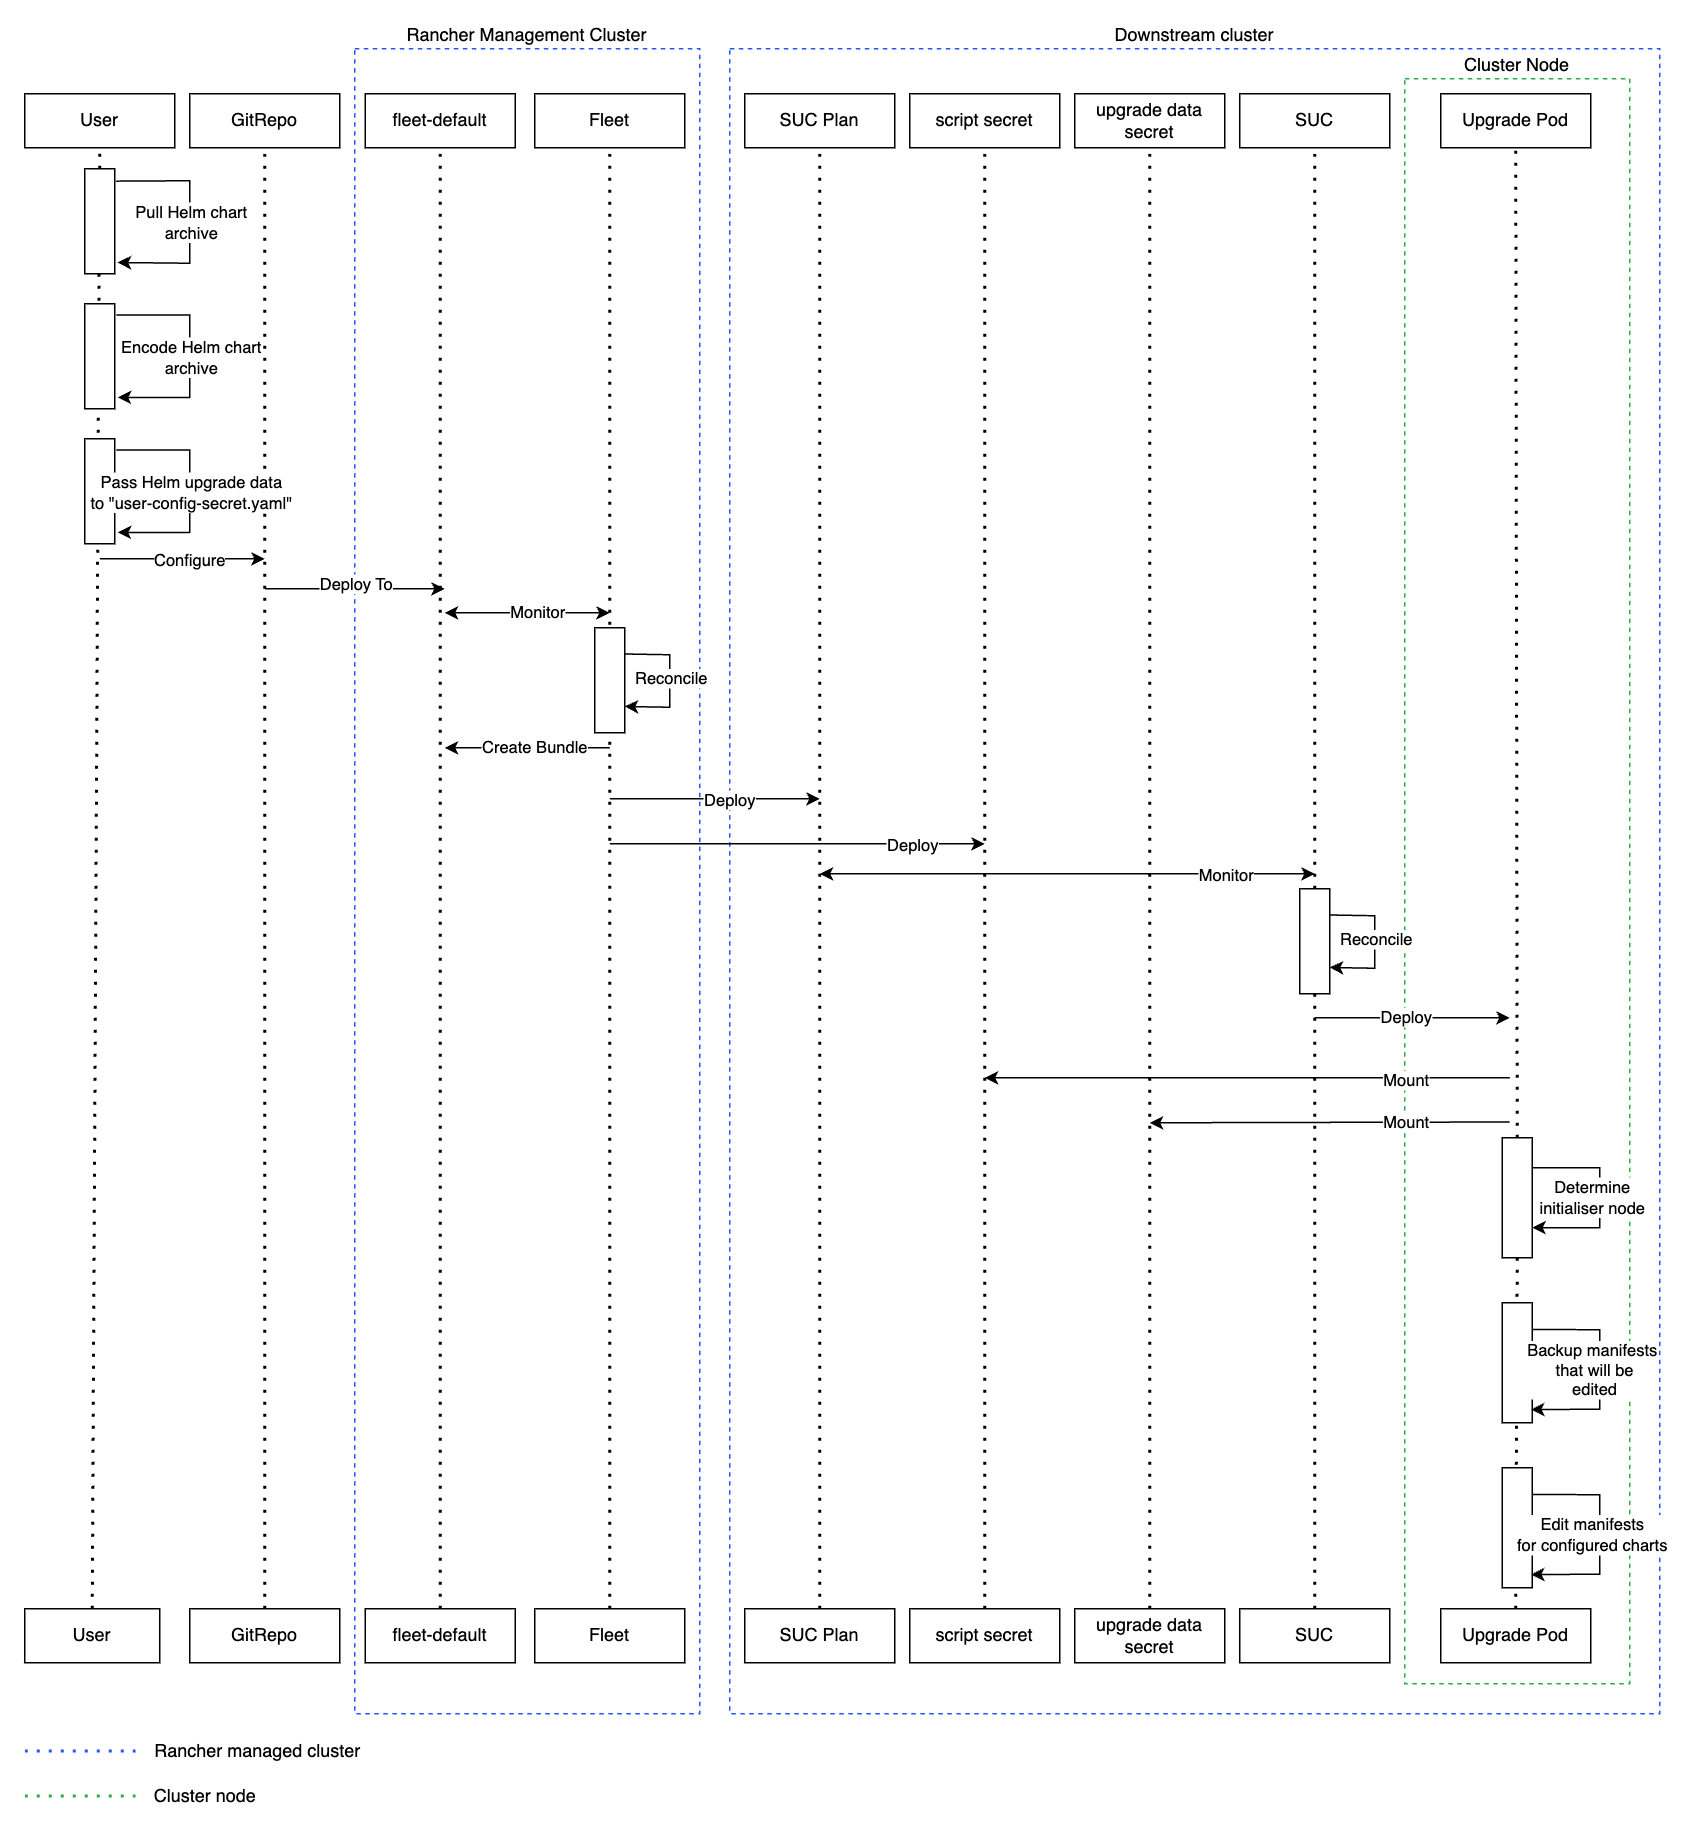 Rancher Management Cluster
Downstream cluster
Cluster Node
User
GitRepo
fleet-default
Fleet
SUC Plan
script secret
upgrade data
secret
SUC
Upgrade Pod
Pull Helm chart
archive
Encode Helm chart
archive
Pass Helm upgrade data
to "user-config-secret.yaml"
Configure
Deploy To
Monitor
Reconcile
Create Bundle
Deploy
Deploy
Monitor
Reconcile
Deploy
Mount
Mount
Determine
initialiser node
Backup manifests
that will be
edited
Edit manifests
for configured charts
User
GitRepo
fleet-default
Fleet
SUC Plan
script secret
upgrade data
secret
SUC
Upgrade Pod
Rancher managed cluster
Cluster node